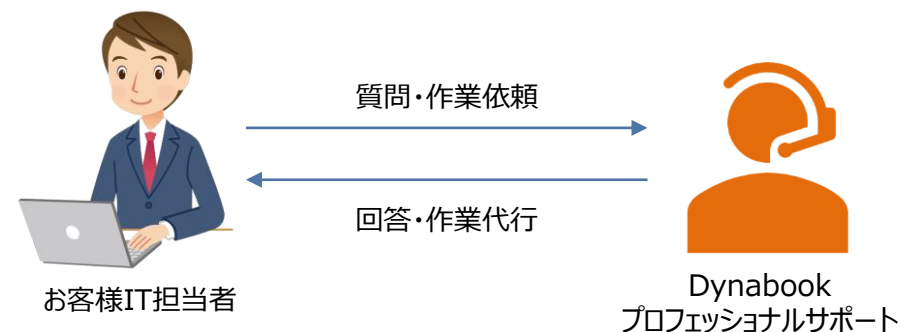 質問・作業依頼
回答・作業代行
お客様IT担当者
Dynabook
プロフェッショナルサポート